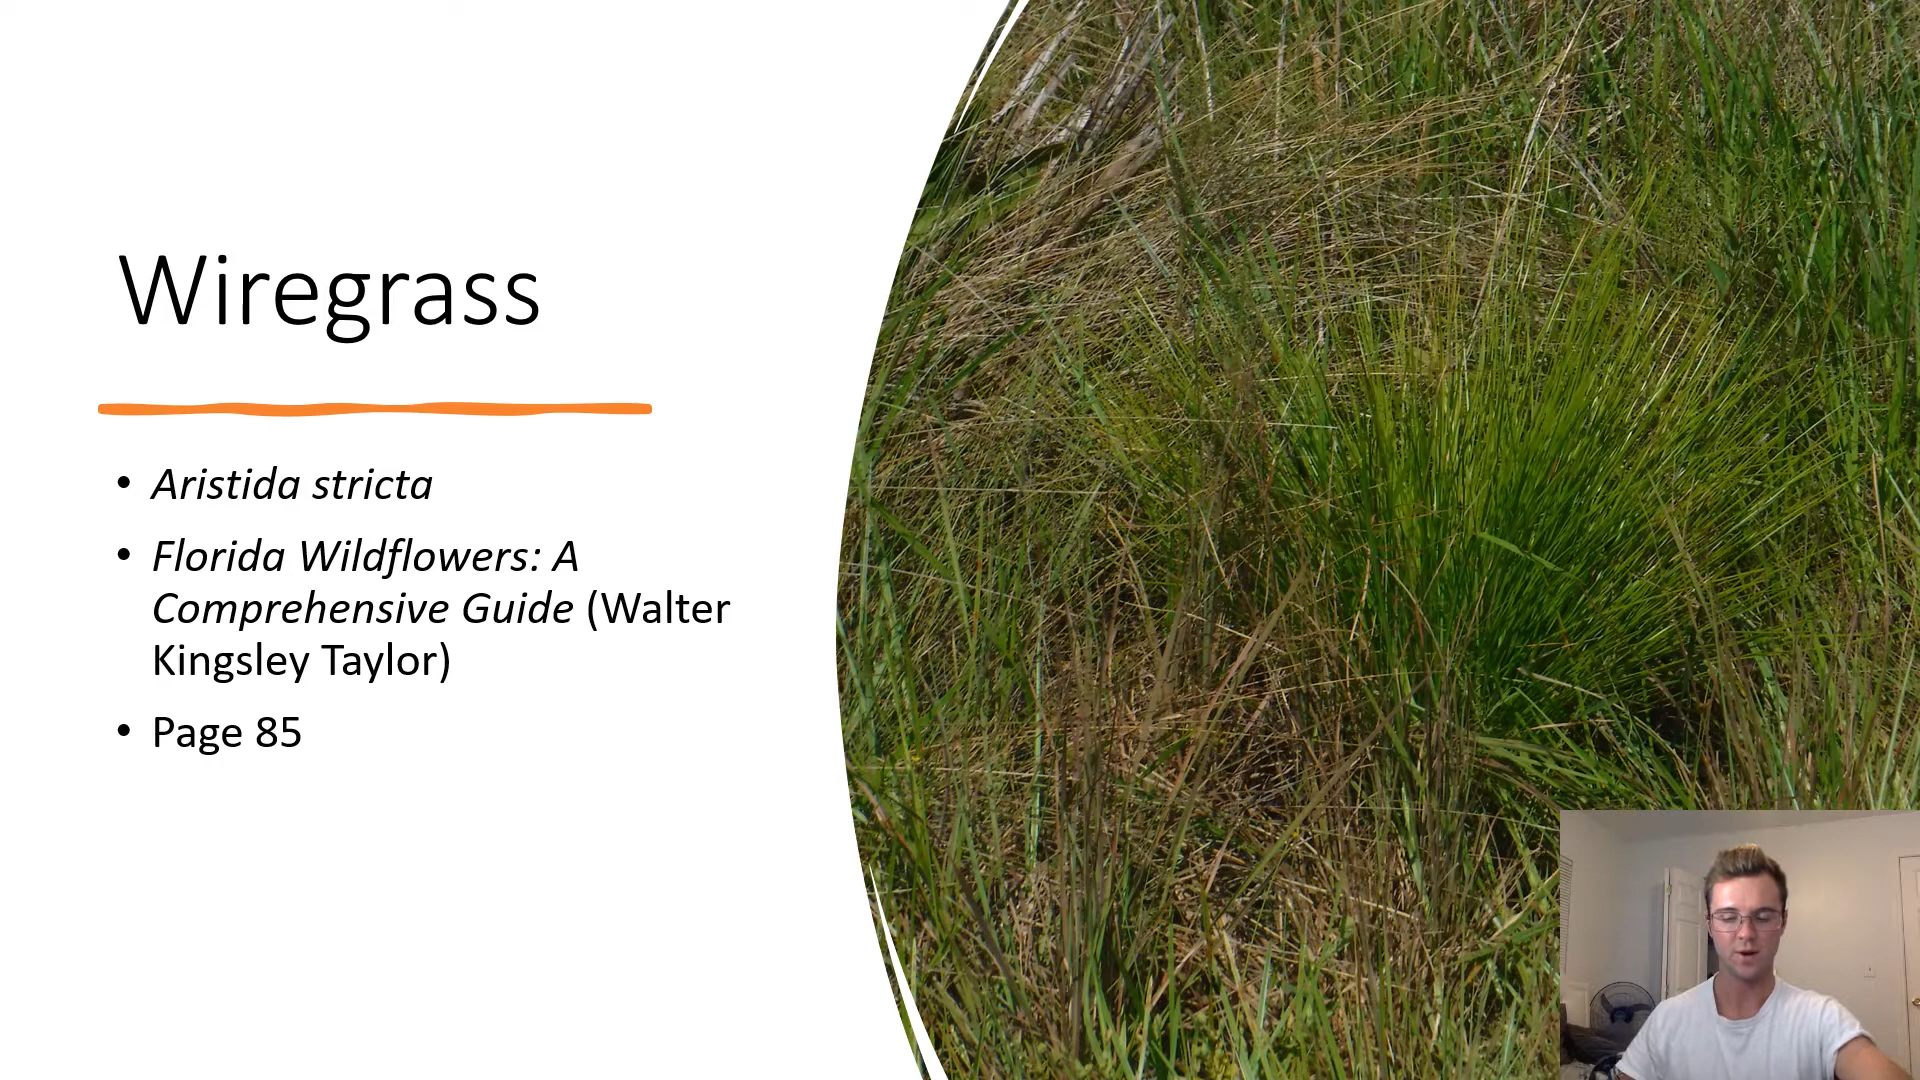 Wiregrass
• Aristida stricta
• Florida Wildflowers: A
Comprehensive Guide (Walter
Kingsley Taylor)
• Page 85